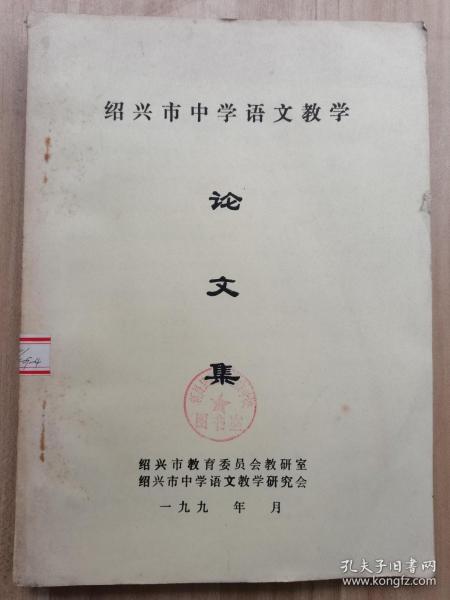 绍兴市中学语文教学
论
文
集
绍兴市教育委员会教研室
绍兴市中学语文教学研究会
一九九 年 月
孔夫子旧书网
www.kongfz.com